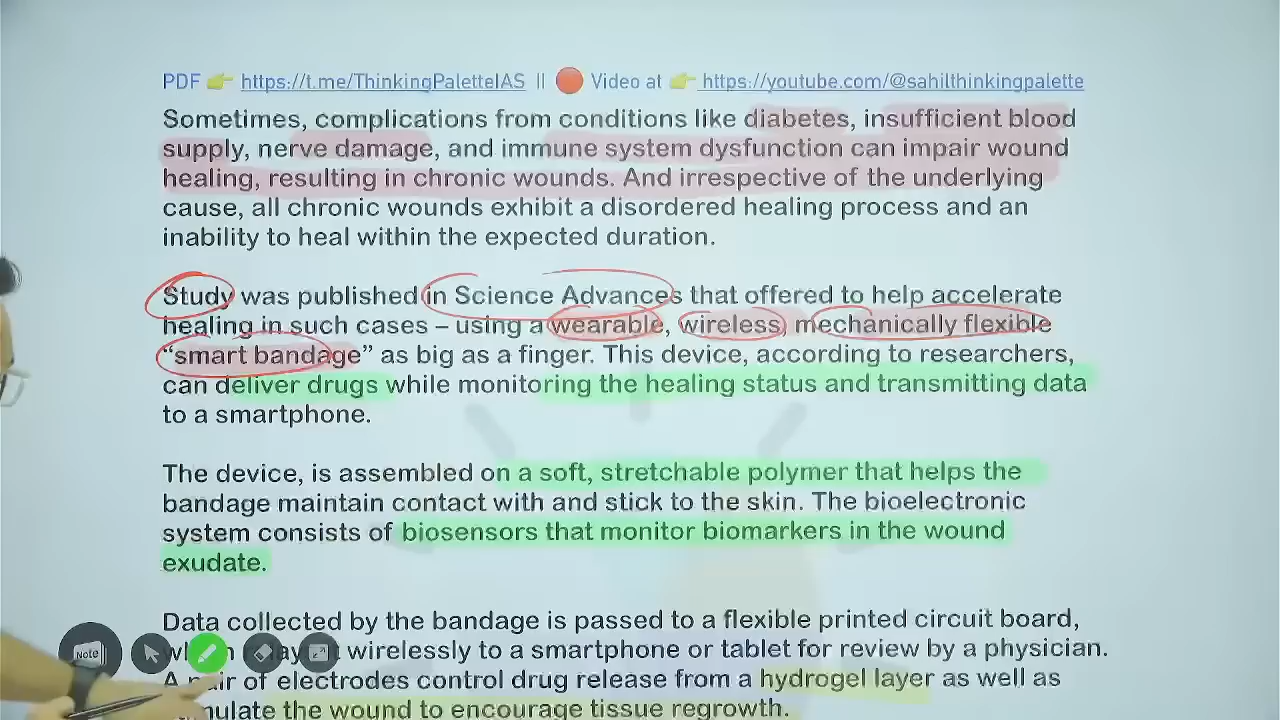 PDF 👉 https://t.me/ThinkingPaletteIAS || 🔴 Video at 👉 https://youtube.com/@sahilthinkingpalette
Sometimes, complications from conditions like diabetes, insufficient blood
supply, nerve damage, and immune system dysfunction can impair wound
healing, resulting in chronic wounds. And irrespective of the underlying
cause, all chronic wounds exhibit a disordered healing process and an
inability to heal within the expected duration.
Study was published in Science Advances that offered to help accelerate
healing in such cases – using a wearable, wireless, mechanically flexible
“smart bandage” as big as a finger. This device, according to researchers,
can deliver drugs while monitoring the healing status and transmitting data
to a smartphone.
The device, is assembled on a soft, stretchable polymer that helps the
bandage maintain contact with and stick to the skin. The bioelectronic
system consists of biosensors that monitor biomarkers in the wound
exudate.
Data collected by the bandage is passed to a flexible printed circuit board,
wirelessly to a smartphone or tablet for review by a physician.
A pair of electrodes control drug release from a hydrogel layer as well as
the wound to encourage tissue regrowth.
Note